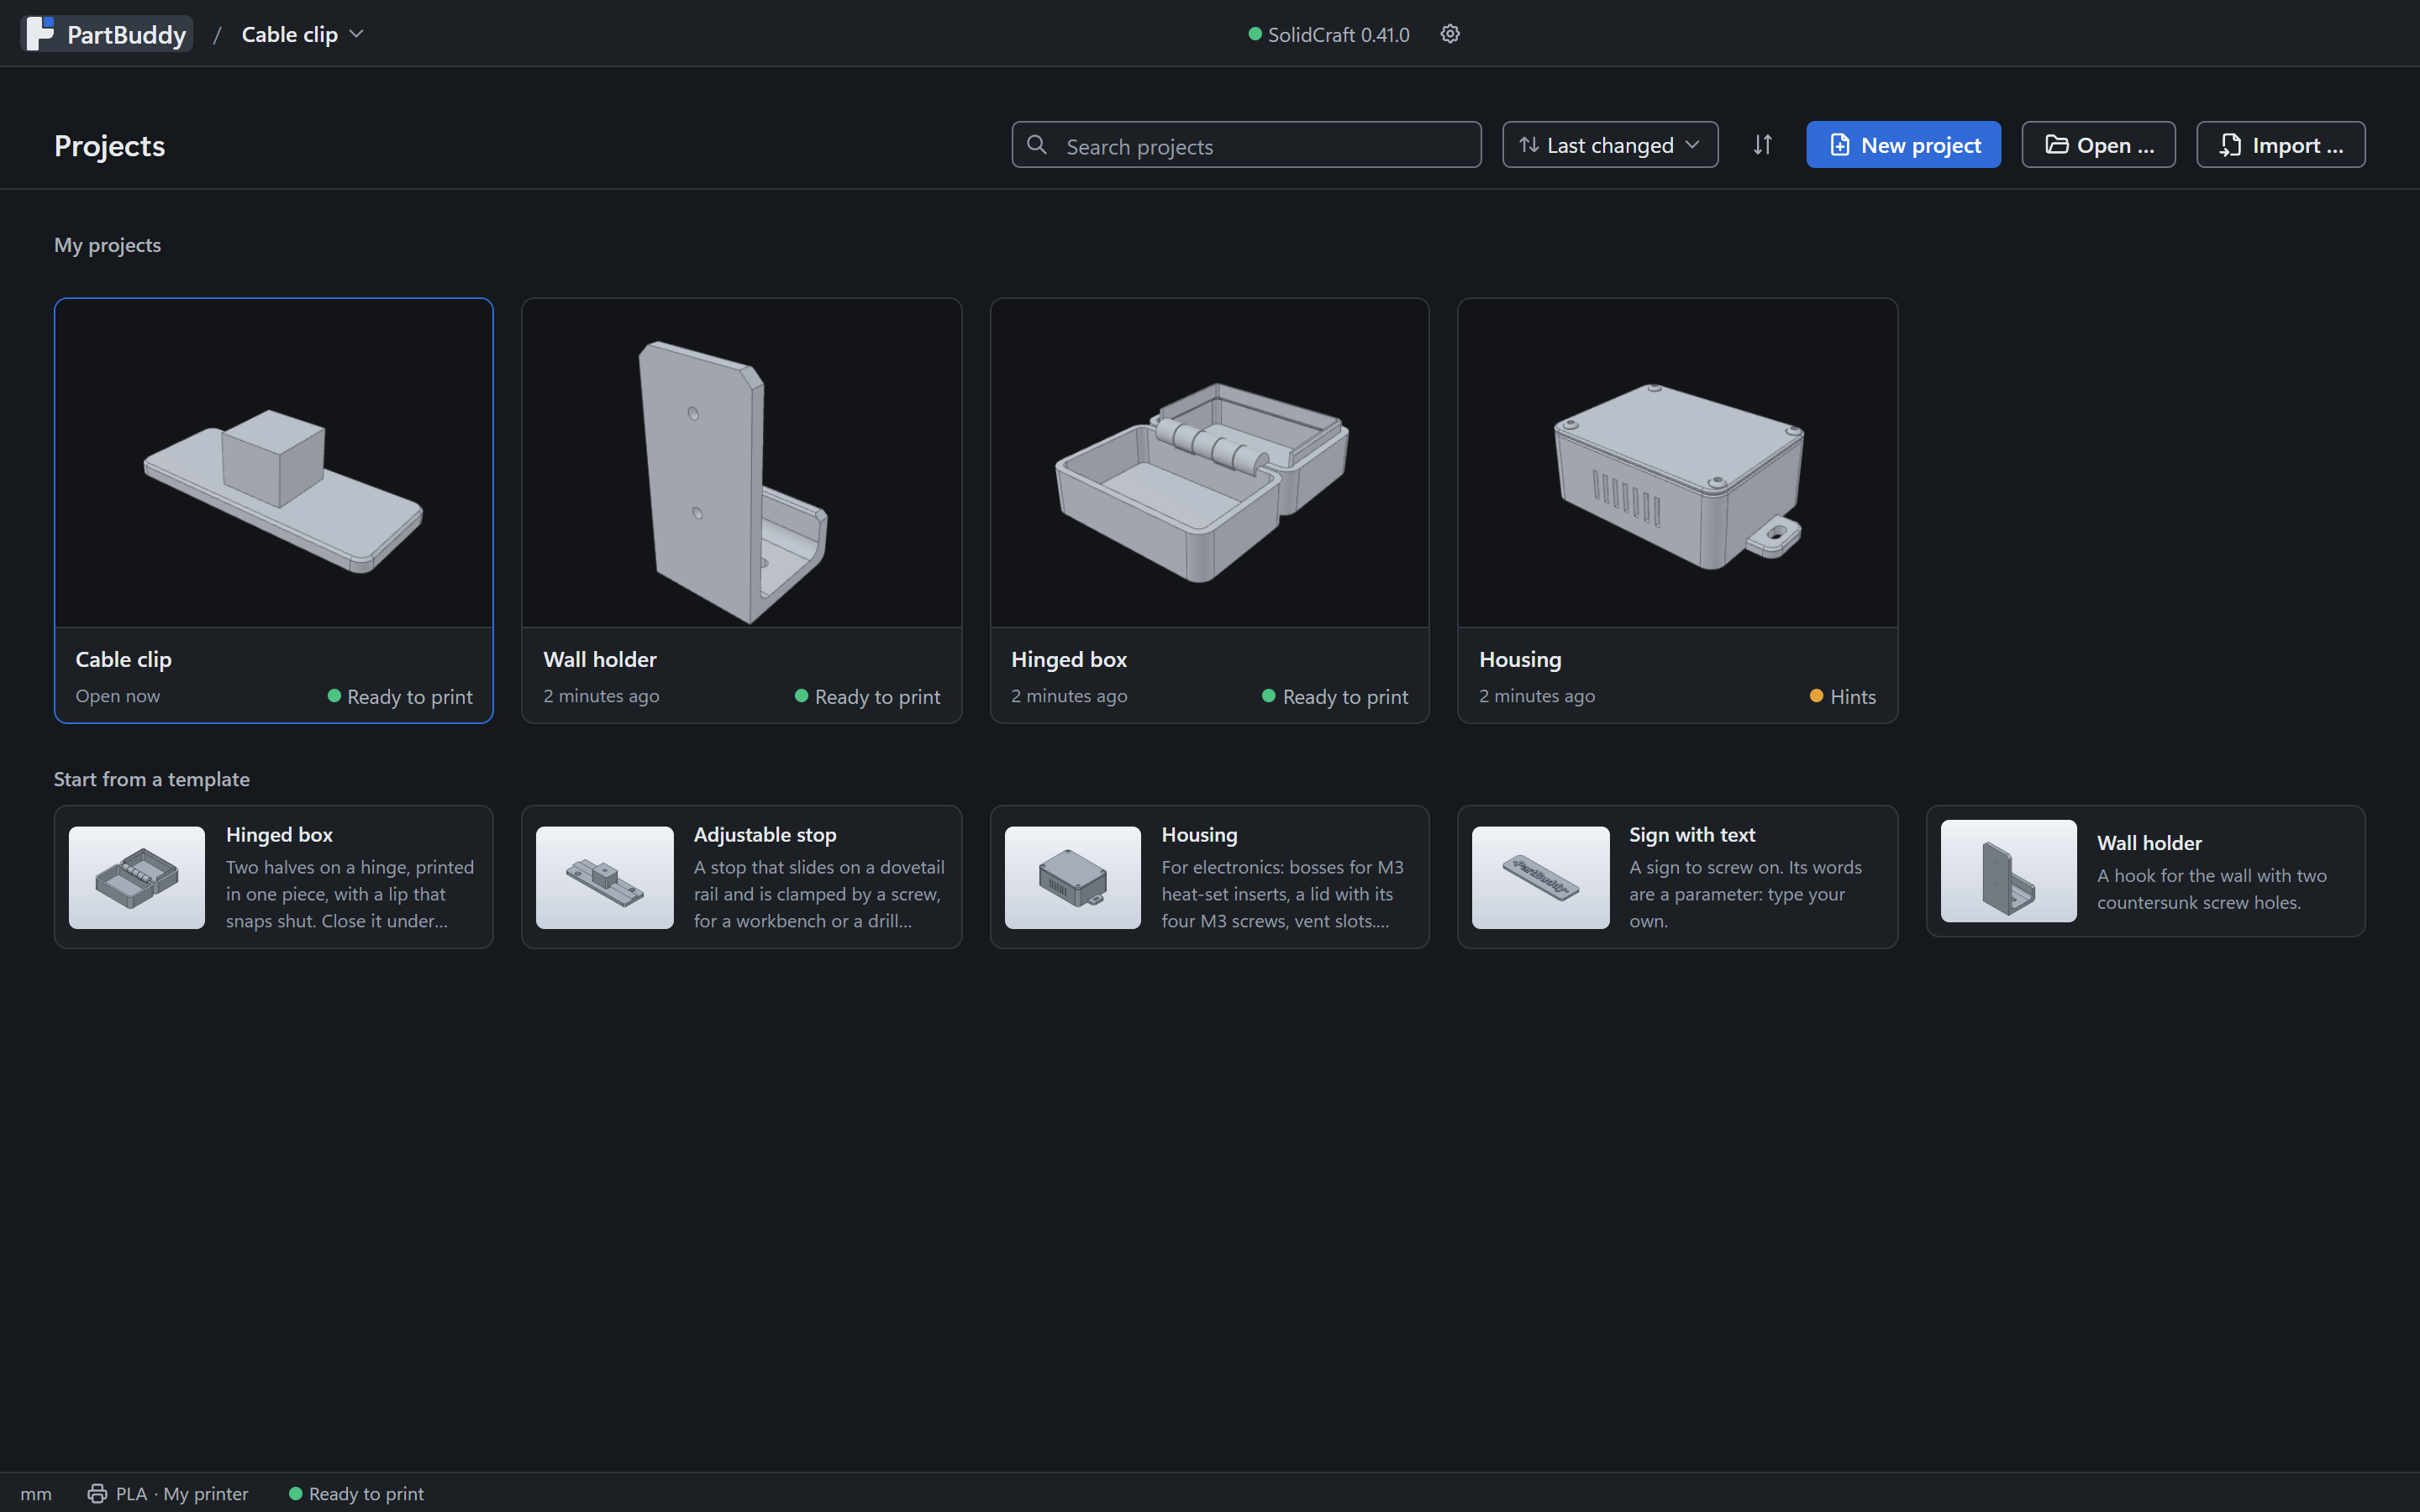 PartBuddy / Cable clip
SolidCraft 0.41.0
Projects
Search projects
Last changed
New project
Open ...
Import ...
My projects
Cable clip
Open now
Ready to print
Wall holder
2 minutes ago
Ready to print
Hinged box
2 minutes ago
Ready to print
Housing
2 minutes ago
Hints
Start from a template
Hinged box
Two halves on a hinge, printed
in one piece, with a lip that
snaps shut. Close it under...
Adjustable stop
A stop that slides on a dovetail
rail and is clamped by a screw,
for a workbench or a drill...
Housing
For electronics: bosses for M3
heat-set inserts, a lid with its
four M3 screws, vent slots....
PartBuddy
Sign with text
A sign to screw on. Its words
are a parameter: type your
own.
Wall holder
A hook for the wall with two
countersunk screw holes.
mm
PLA · My printer
Ready to print